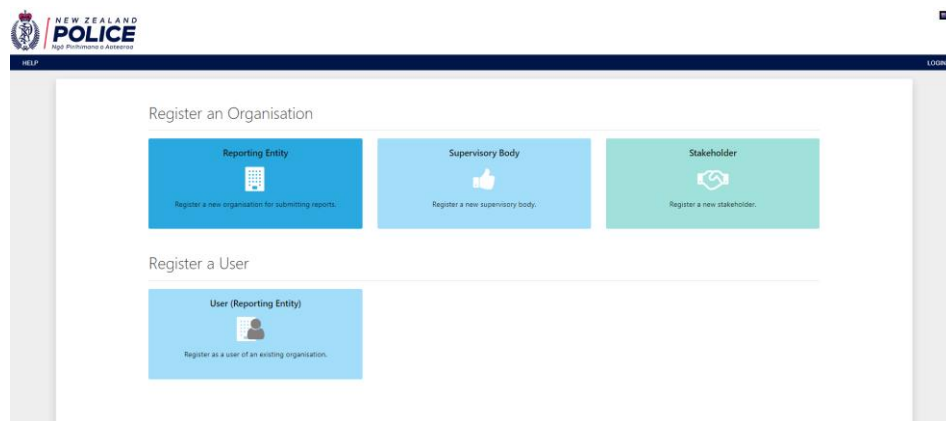 NEW ZEALAND
POLICE
Ngā Pirihimana o Aotearoa
HELP
LOGIN
Register an Organisation
Reporting Entity
Supervisory Body
Stakeholder
Register a new organisation for submitting reports.
Register a new supervisory body.
Register a new stakeholder.
Register a User
User (Reporting Entity)
Register as a user of an existing organisation.